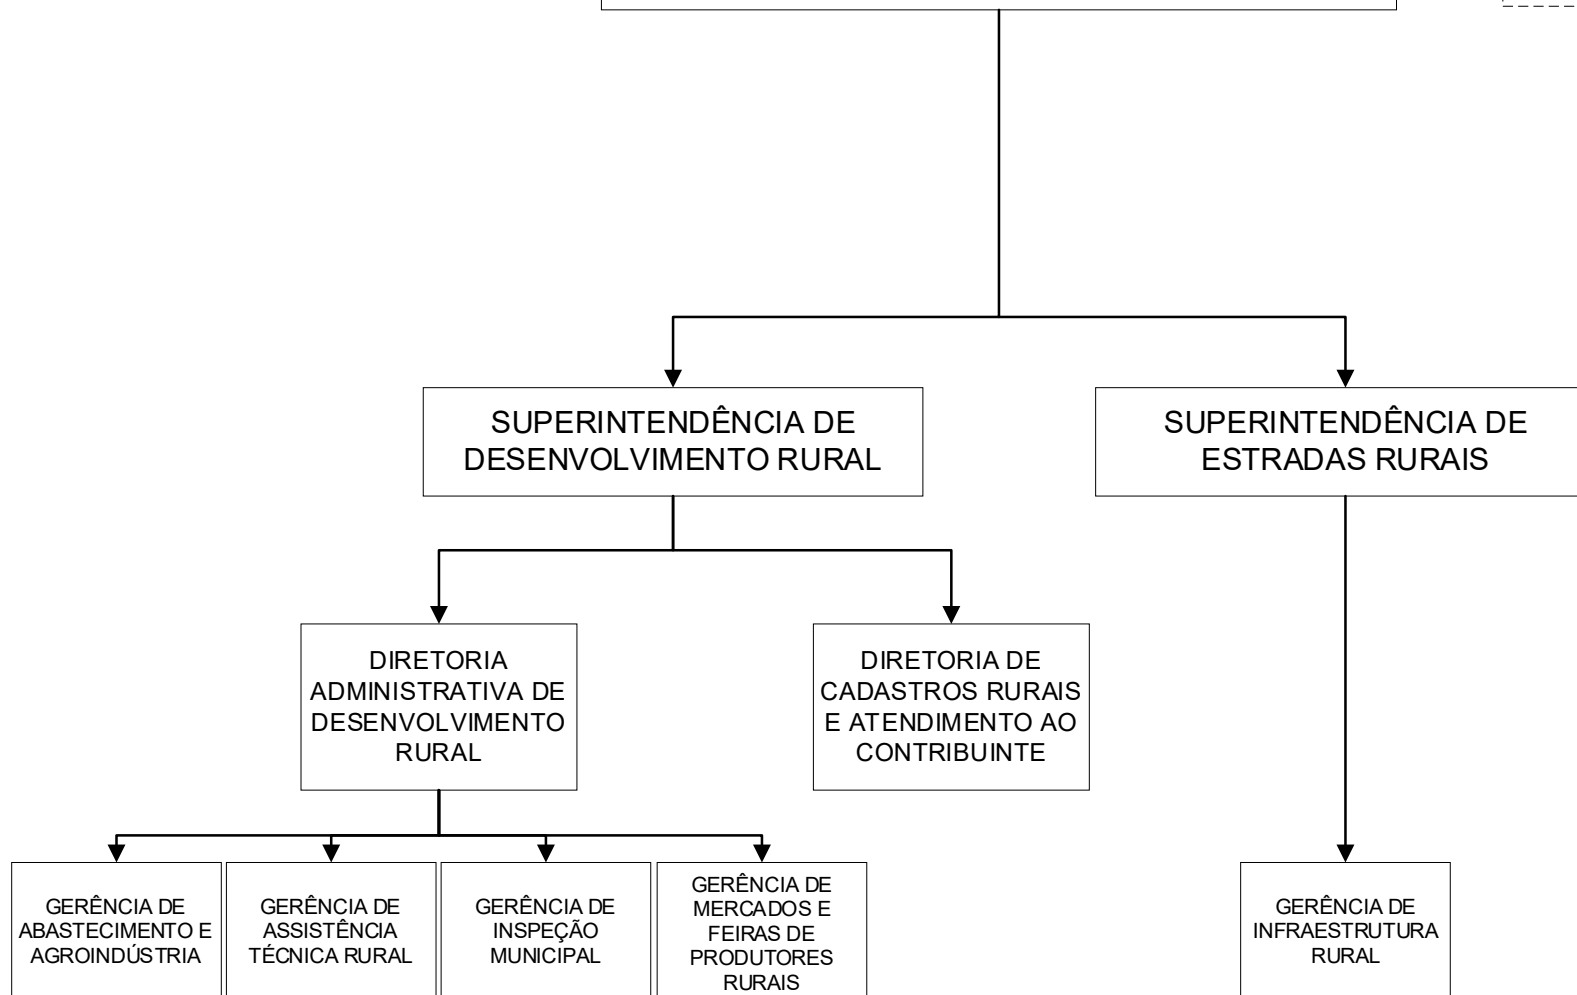 SUPERINTENDÊNCIA DE
DESENVOLVIMENTO RURAL
SUPERINTENDÊNCIA DE
ESTRADAS RURAIS
DIRETORIA
ADMINISTRATIVA DE
DESENVOLVIMENTO
RURAL
DIRETORIA DE
CADASTROS RURAIS
E ATENDIMENTO AO
CONTRIBUINTE
GERÊNCIA DE
ABASTECIMENTO E
AGROINDÚSTRIA
GERÊNCIA DE
ASSISTÊNCIA
TÉCNICA RURAL
GERÊNCIA DE
INSPEÇÃO
MUNICIPAL
GERÊNCIA DE
MERCADOS E
FEIRAS DE
PRODUTORES
RURAIS
GERÊNCIA DE
INFRAESTRUTURA
RURAL